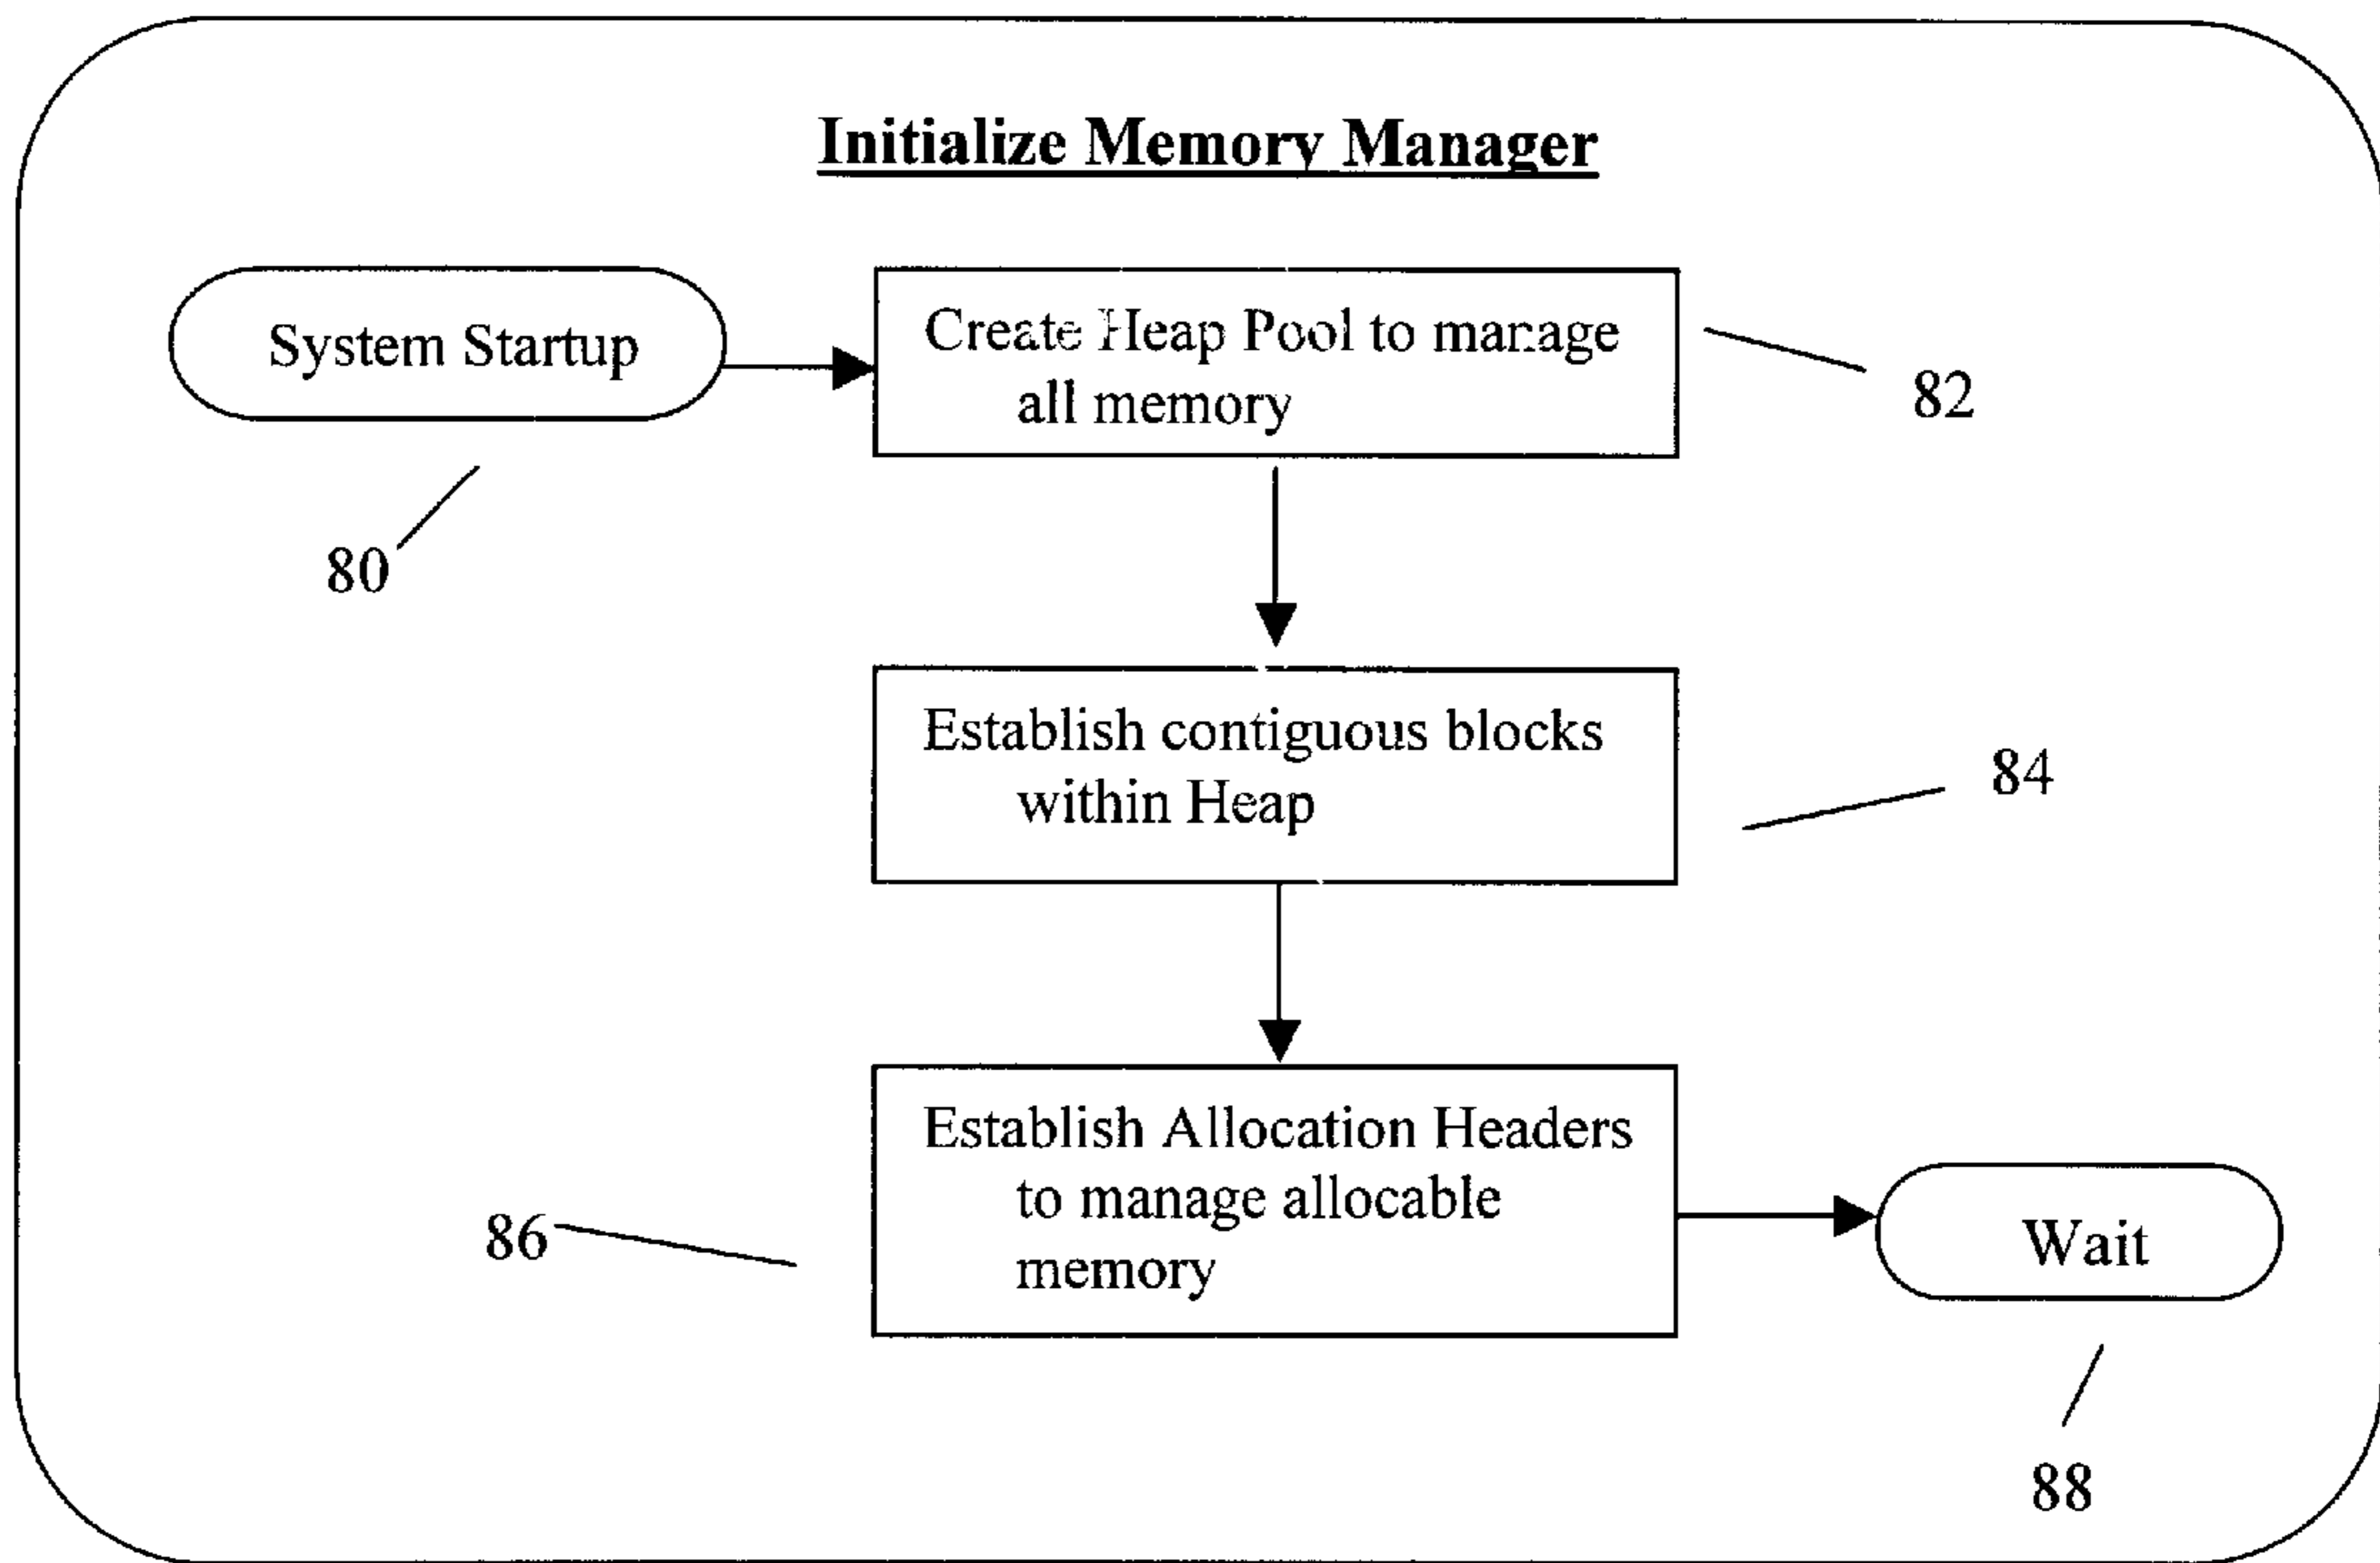 Initialize Memory Manager
System Startup
Create Heap Pool to manage
all memory
82
80
Establish contiguous blocks
within Heap
84
Establish Allocation Headers
to manage allocable
memory
86
Wait
88